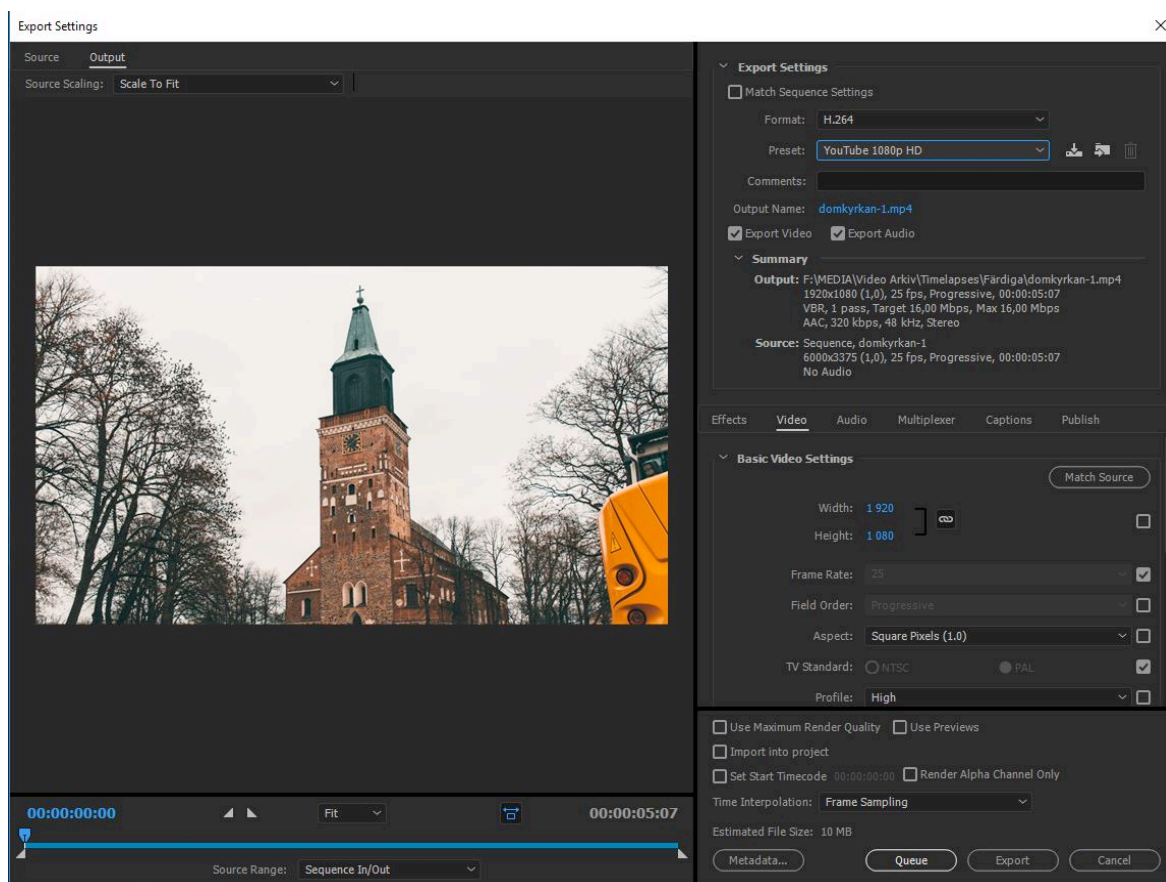 Export Settings
Source Output
Source Scaling: Scale To Fit
Export Settings
Match Sequence Settings
Format: H.264
Preset: YouTube 1080p HD
Comments:
Output Name: domkyrkan-1.mp4
Export Video Export Audio
Summary
Output: F:\MEDIA\Video Arkiv\Timelapses\Färdiga\domkyrkan-1.mp4
1920x1080 (1,0), 25 fps, Progressive, 00:00:05:07
VBR, 1 pass, Target 16,00 Mbps, Max 16,00 Mbps
AAC, 320 kbps, 48 kHz, Stereo
Source: Sequence, domkyrkan-1
6000x3375 (1,0), 25 fps, Progressive, 00:00:05:07
No Audio
Effects Video Audio Multiplexer Captions Publish
Basic Video Settings
Match Source
Width: 1 920
Height: 1 080
Frame Rate: 25
Field Order: Progressive
Aspect: Square Pixels (1.0)
TV Standard: NTSC PAL
Profile: High
Use Maximum Render Quality Use Previews
Import into project
Set Start Timecode 00:00:00:00 Render Alpha Channel Only
Time Interpolation: Frame Sampling
Estimated File Size: 10 MB
Metadata... Queue Export Cancel
00:00:00:00 Fit 00:00:05:07
Source Range: Sequence In/Out